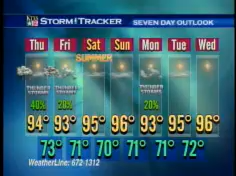 STORM TRACKER
SEVEN DAY OUTLOOK
Thu Fri Sat Sun Mon Tue Wed
SUMMER
THUNDER STORMS THUNDER STORMS THUNDER STORMS
40% 20% 20%
94° 93° 95° 96° 93° 95° 96°
73° 71° 70° 71° 71° 72°
WeatherLine: 672-1312